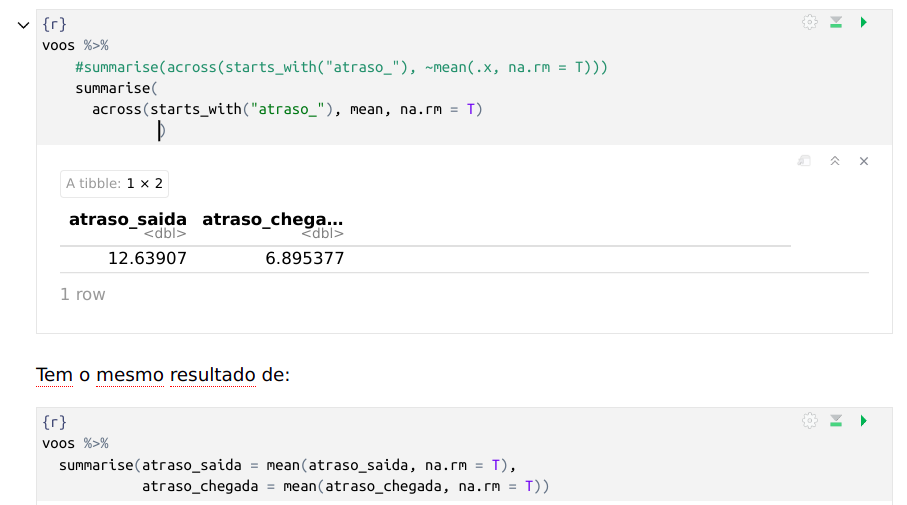 {r}
voos %>%
#summarise(across(starts_with("atraso_"), ~mean(.x, na.rm = T)))
summarise(
across(starts_with("atraso_"), mean, na.rm = T)
)
A tibble: 1 × 2
atraso_saida atraso_chega…
<dbl> <dbl>
12.63907 6.895377
1 row
Tem o mesmo resultado de:
{r}
voos %>%
summarise(atraso_saida = mean(atraso_saida, na.rm = T),
atraso_chegada = mean(atraso_chegada, na.rm = T))